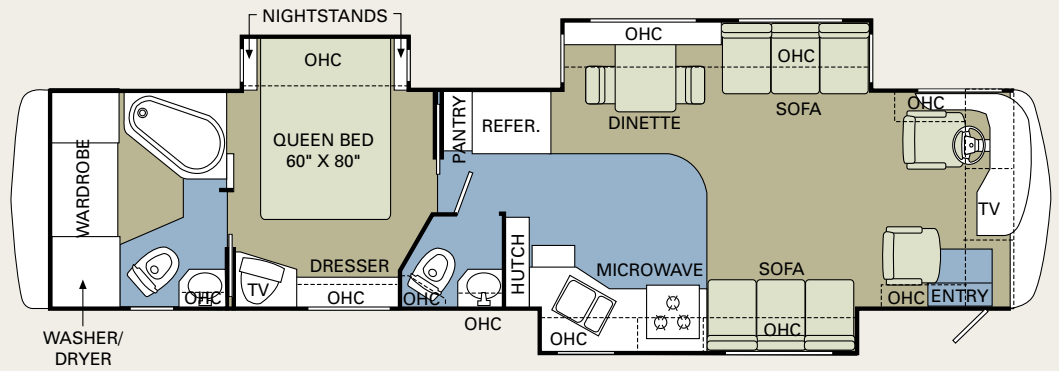 NIGHTSTANDS
OHC
OHC
OHC
OHC
WARDROBE
QUEEN BED
60" X 80"
PANTRY
REFER.
DINETTE
SOFA
TV
DRESSER
TV
OHC
OHC
OHC
OHC
HUTCH
MICROWAVE
SOFA
OHC
OHC
OHC
ENTRY
WASHER/
DRYER